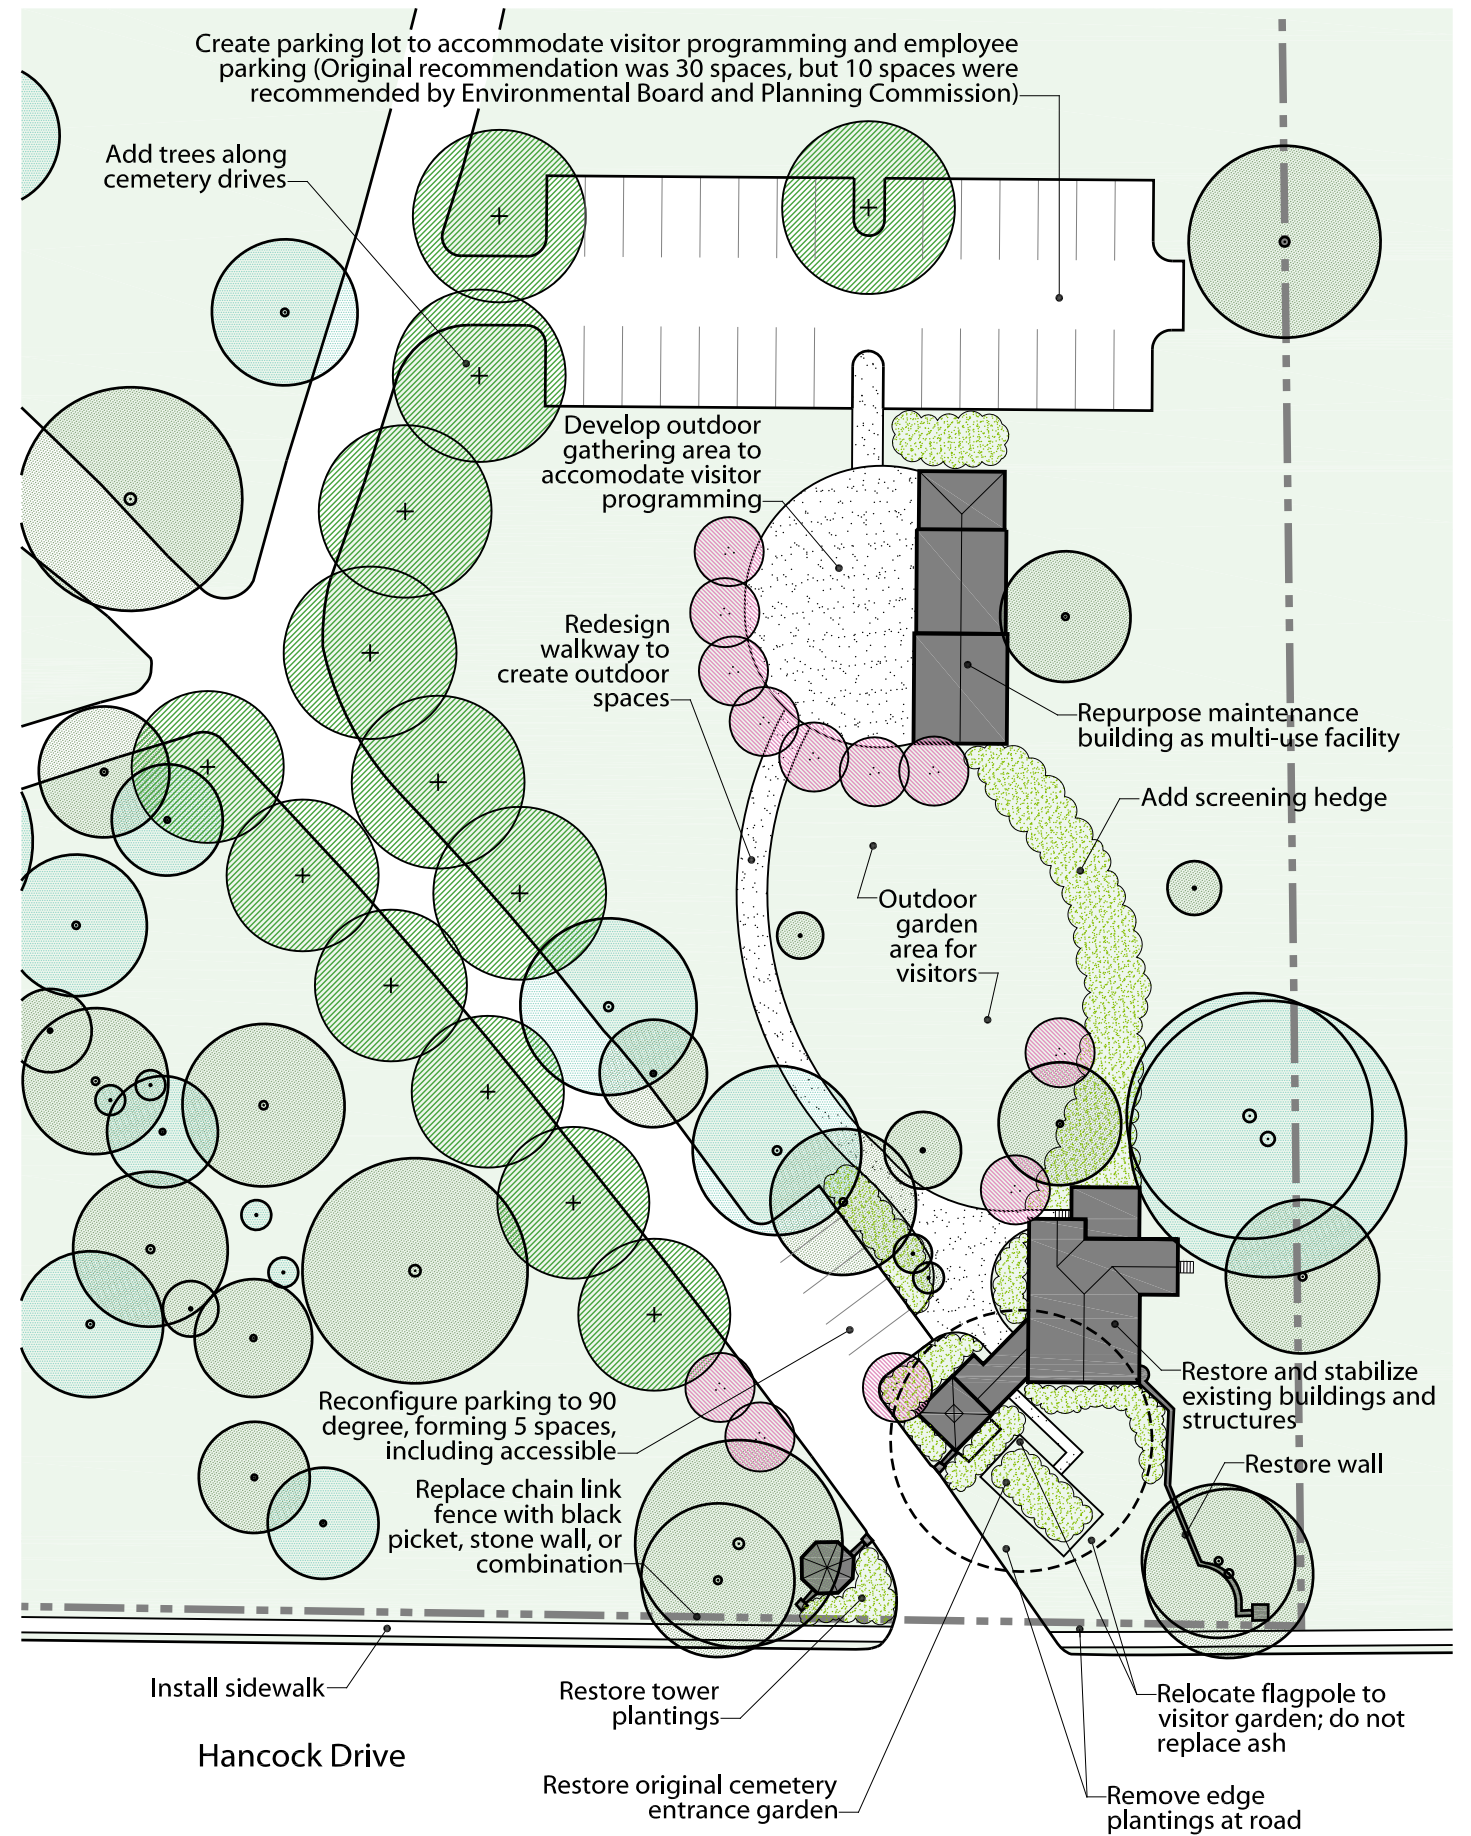 Create parking lot to accommodate visitor programming and employee
parking (Original recommendation was 30 spaces, but 10 spaces were
recommended by Environmental Board and Planning Commission)
Add trees along
cemetery drives
Develop outdoor
gathering area to
accomodate visitor
programming
Redesign
walkway to
create outdoor
spaces
Repurpose maintenance
building as multi-use facility
Add screening hedge
Outdoor
garden
area for
visitors
Restore and stabilize
existing buildings and
structures
Reconfigure parking to 90
degree, forming 5 spaces,
including accessible
Restore wall
Replace chain link
fence with black
picket, stone wall, or
combination
Install sidewalk
Restore tower
plantings
Relocate flagpole to
visitor garden; do not
replace ash
Hancock Drive
Restore original cemetery
entrance garden
Remove edge
plantings at road